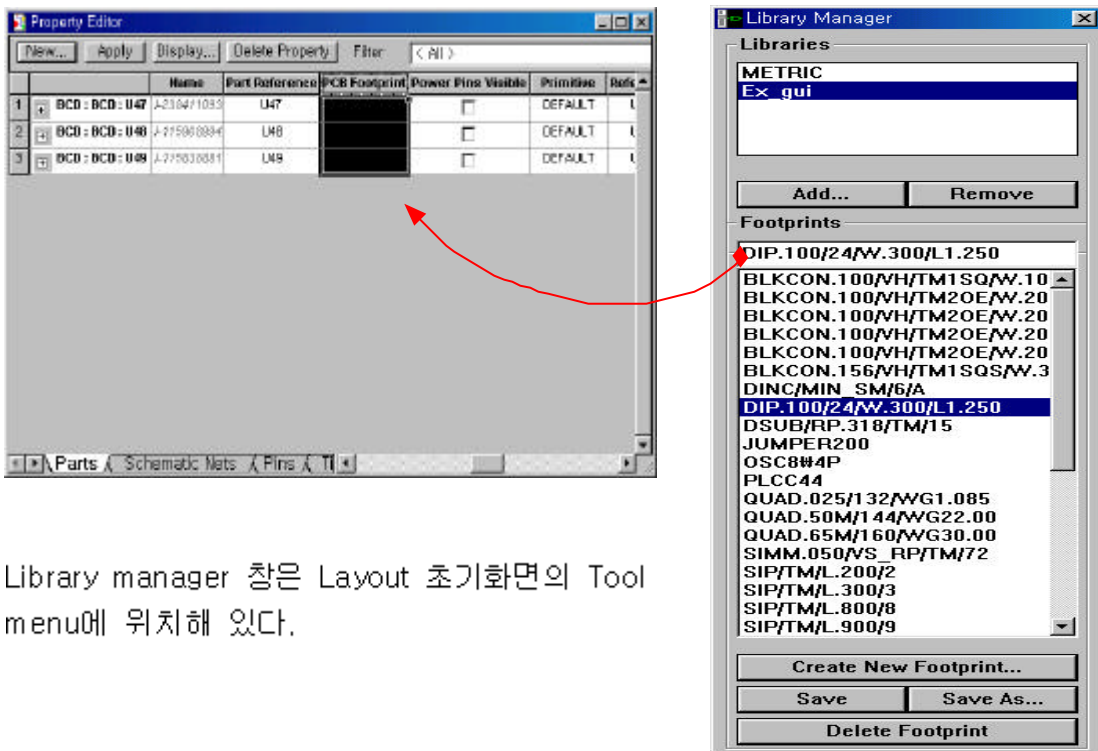 Property Editor
New... Apply Display... Delete Property Filter < All >
Name Part Reference PCB Footprint Power Pins Visible Primitive
1 BCD : BCD : U47 U47 DEFAULT
2 BCD : BCD : U48 U48 DEFAULT
3 BCD : BCD : U49 U49 DEFAULT
Parts Schematic Nets Pins
Library manager 창은 Layout 초기화면의 Tool
menu에 위치해 있다.
Library Manager
Libraries
METRIC
Ex_gui
Add... Remove
Footprints
DIP.100/24/W.300/L1.250
BLKCON.100/VH/TM1SQ/W.10
BLKCON.100/VH/TM2OE/W.20
BLKCON.100/VH/TM2OE/W.20
BLKCON.100/VH/TM2OE/W.20
BLKCON.100/VH/TM2OE/W.20
BLKCON.156/VH/TM1SQS/W.3
DINC/MIN_SM/6/A
DIP.100/24/W.300/L1.250
DSUB/RP.318/TM/15
JUMPER200
OSC8#4P
PLCC44
QUAD.025/132/WG1.085
QUAD.50M/144/WG22.00
QUAD.65M/160/WG30.00
SIMM.050/VS_RP/TM/72
SIP/TM/L.200/2
SIP/TM/L.300/3
SIP/TM/L.800/8
SIP/TM/L.900/9
Create New Footprint...
Save Save As...
Delete Footprint